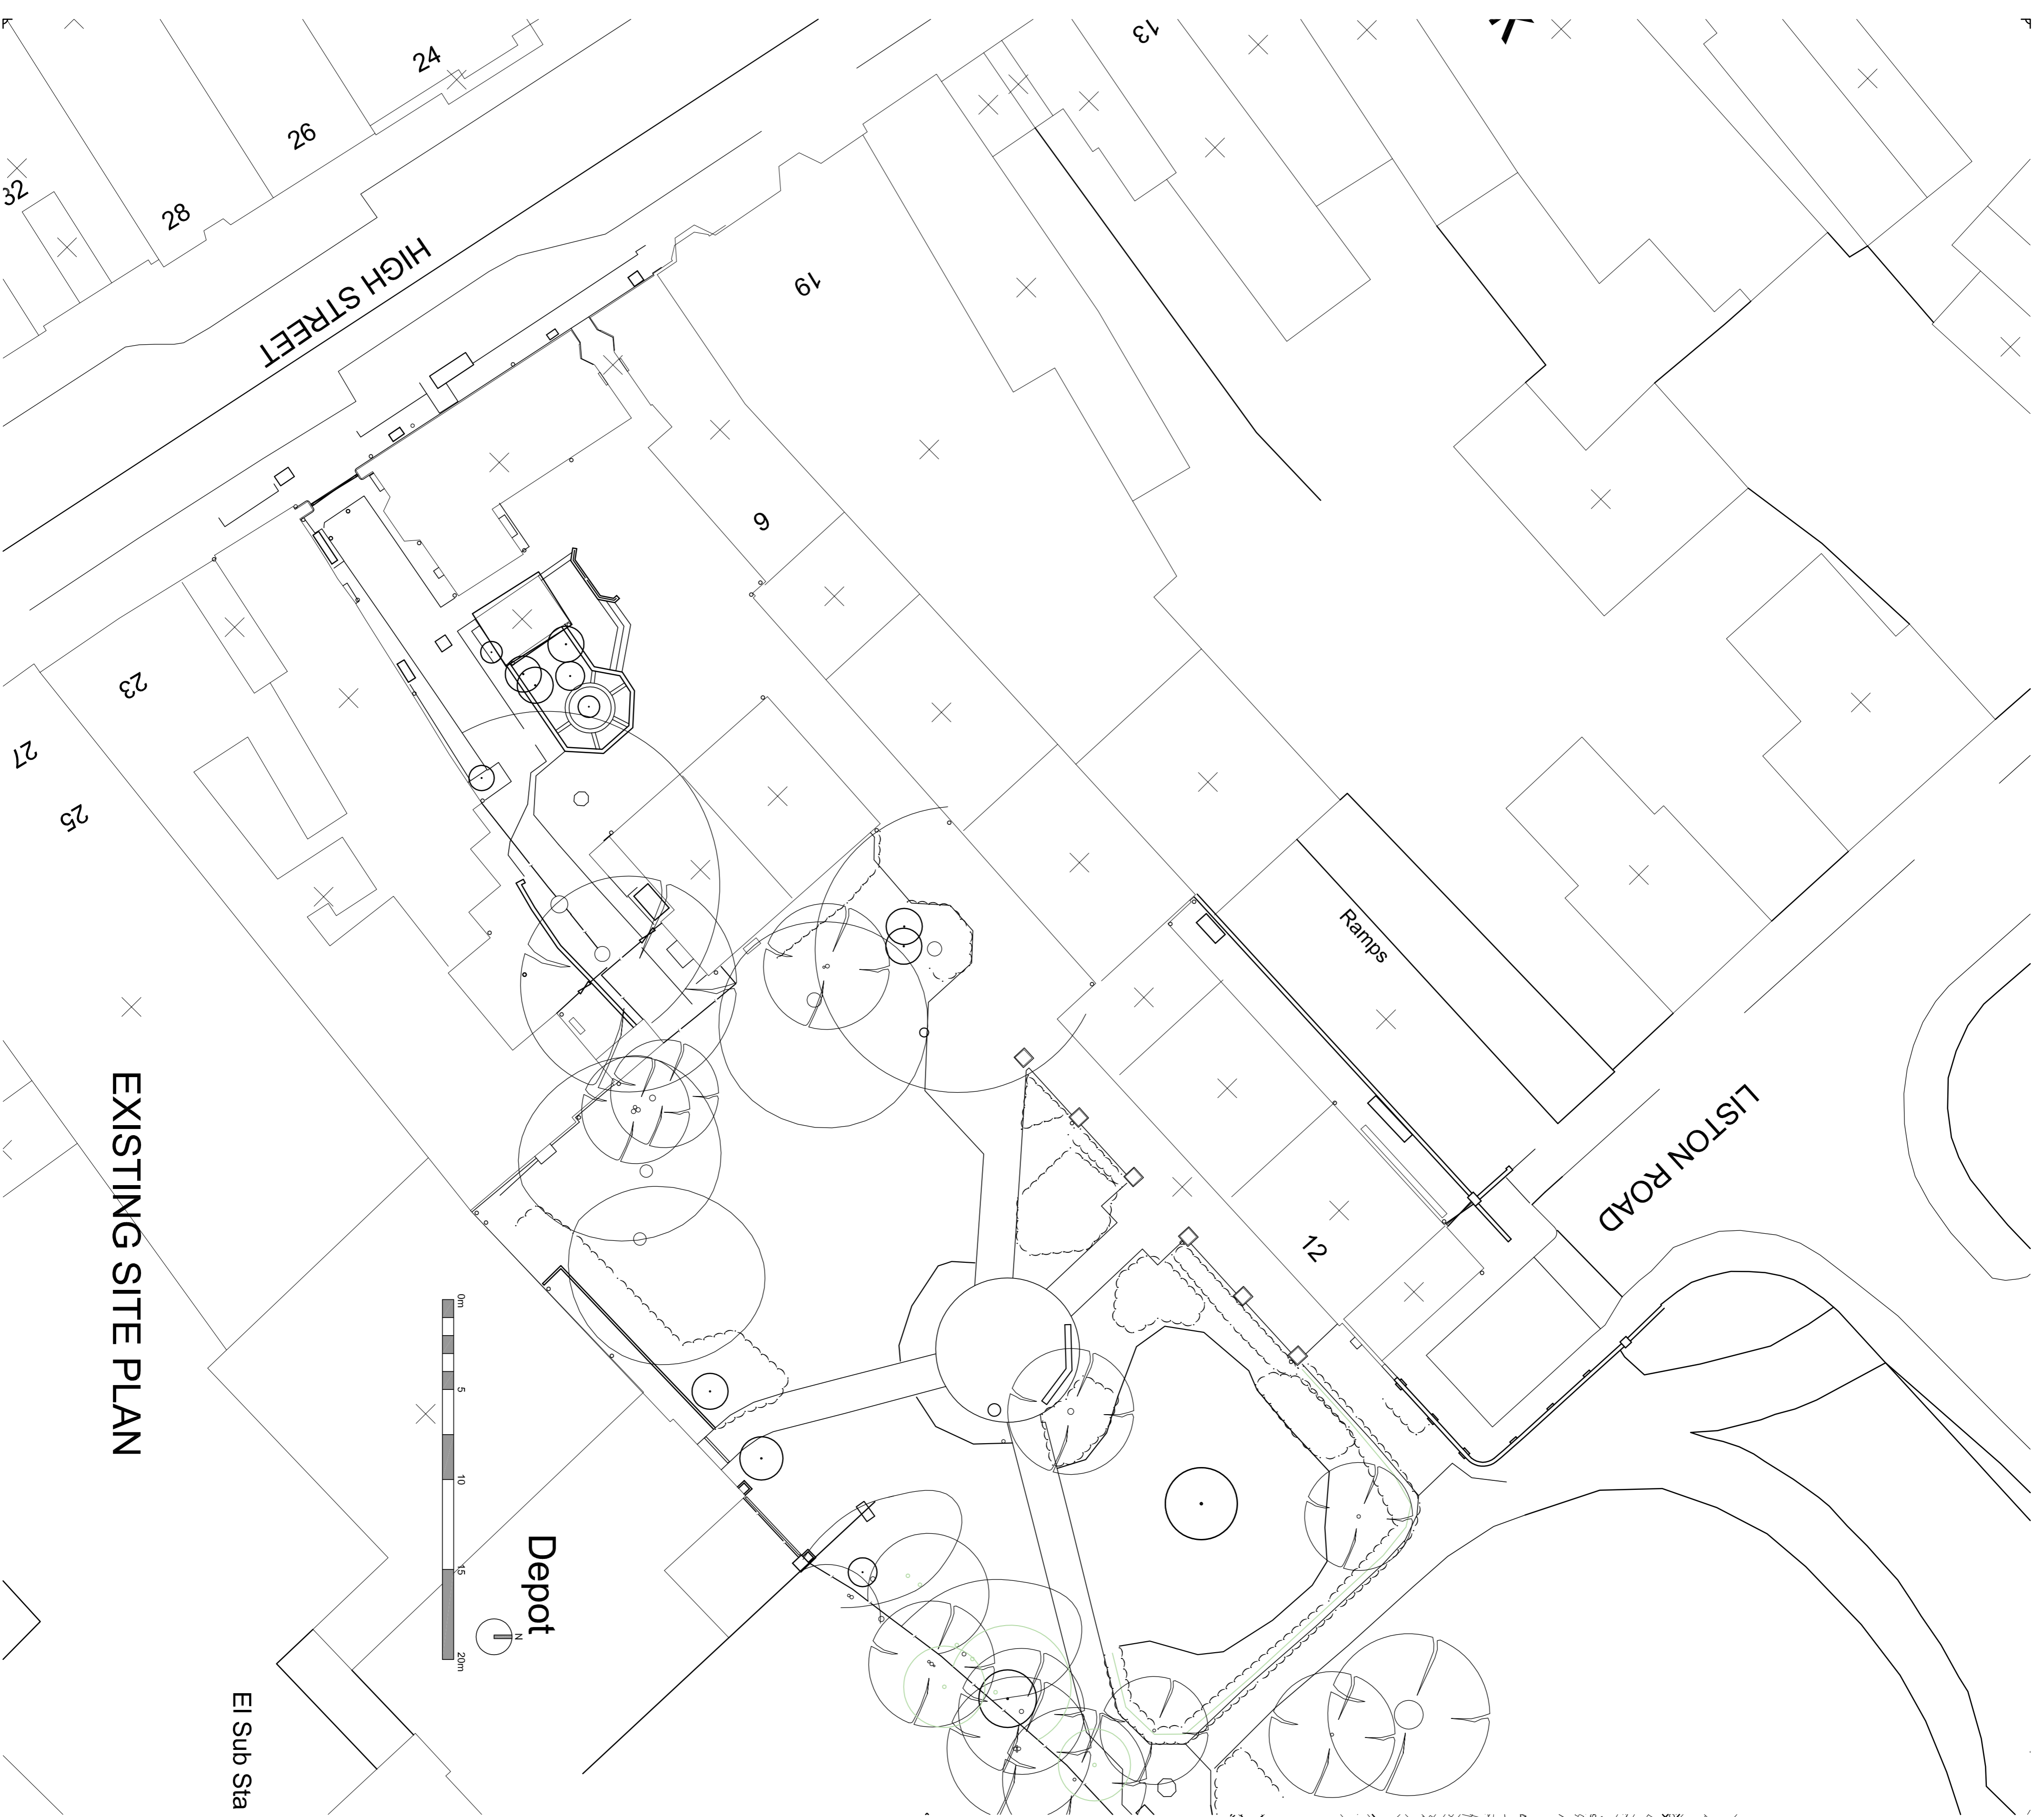 24
26
28
32
HIGH STREET
13
19
9
23
27
25
Ramps
LISTON ROAD
12
EXISTING SITE PLAN
0m
5
10
15
20m
N
Depot
El Sub Sta